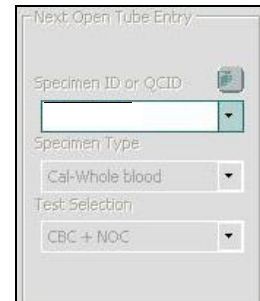 Next Open Tube Entry
Specimen ID or QCID
Specimen Type
Cal-Whole blood
Test Selection
CBC + NOC